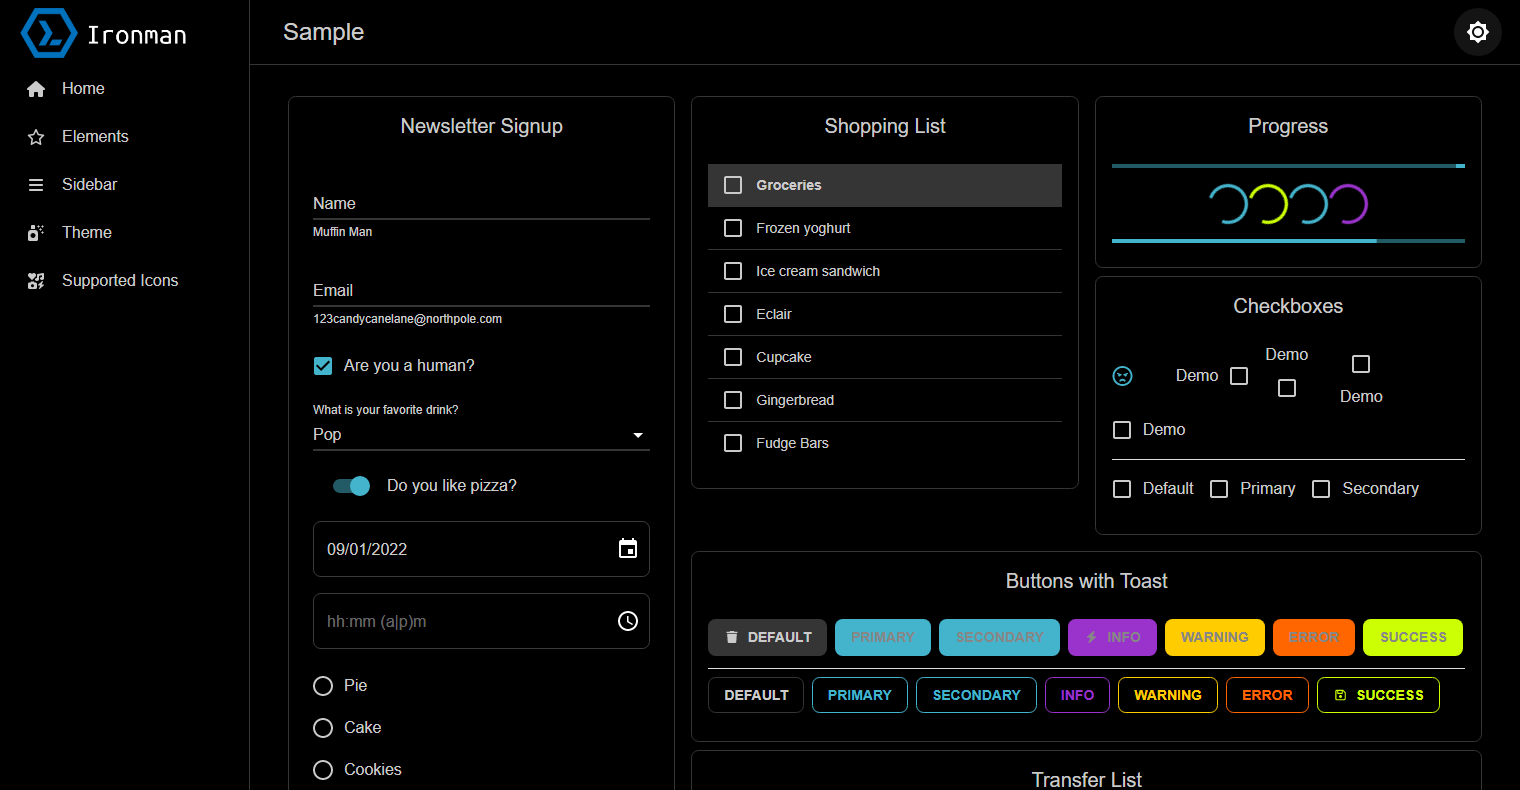 Ironman
Home
Elements
Sidebar
Theme
Supported Icons
Sample
Newsletter Signup
Name
Muffin Man
Email
123candycanelane@northpole.com
Are you a human?
What is your favorite drink?
Pop
Do you like pizza?
09/01/2022
hh:mm (a|p)m
Pie
Cake
Cookies
Shopping List
Groceries
Frozen yoghurt
Ice cream sandwich
Eclair
Cupcake
Gingerbread
Fudge Bars
Progress
Checkboxes
Demo
Demo
Demo
Demo
Default Primary Secondary
Buttons with Toast
DEFAULT PRIMARY SECONDARY INFO WARNING ERROR SUCCESS
DEFAULT PRIMARY SECONDARY INFO WARNING ERROR SUCCESS
Transfer List